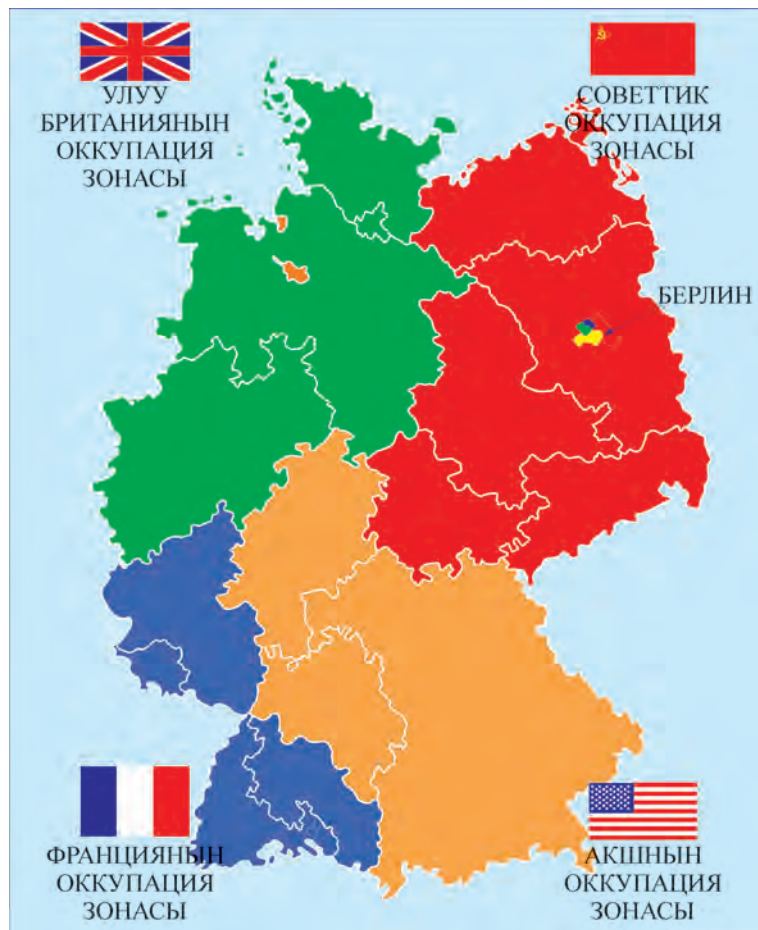 УЛУУ
БРИТАНИЯНЫН
ОККУПАЦИЯ
ЗОНАСЫ
СОВЕТТИК
ОККУПАЦИЯ
ЗОНАСЫ
БЕРЛИН
ФРАНЦИЯНЫН
ОККУПАЦИЯ
ЗОНАСЫ
АКШНЫН
ОККУПАЦИЯ
ЗОНАСЫ